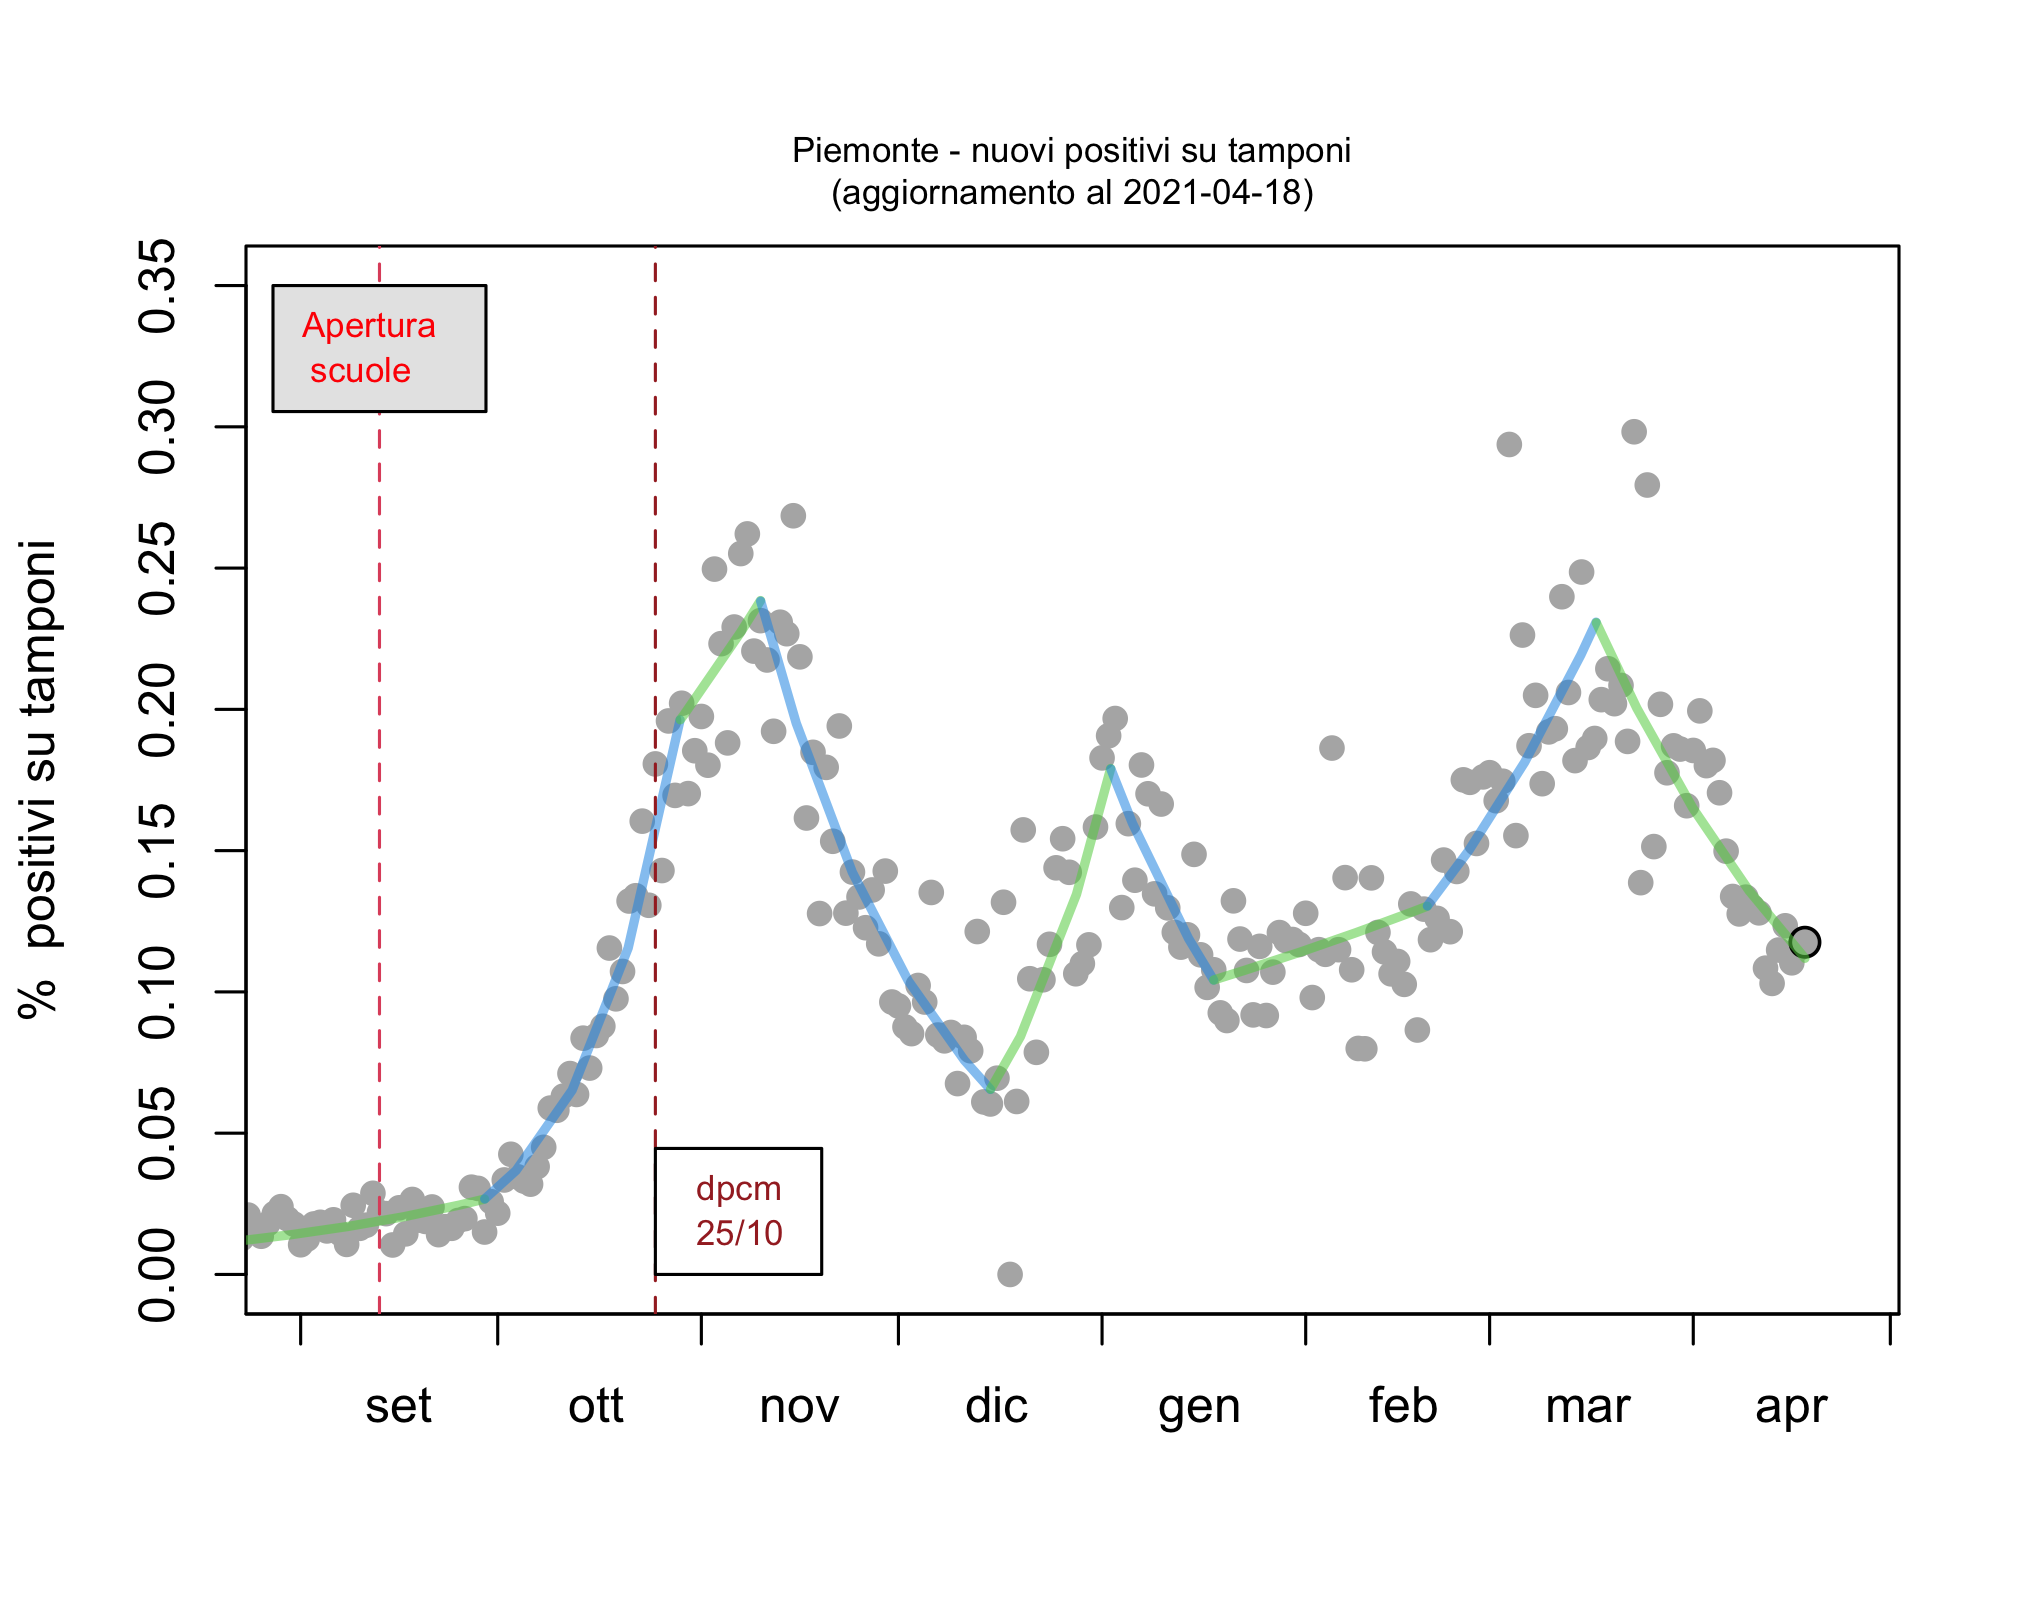 Piemonte - nuovi positivi su tamponi
(aggiornamento al 2021-04-18)
% positivi su tamponi
0.35
0.30
0.25
0.20
0.15
0.10
0.05
0.00
Apertura
scuole
dpcm
25/10
set ott nov dic gen feb mar apr